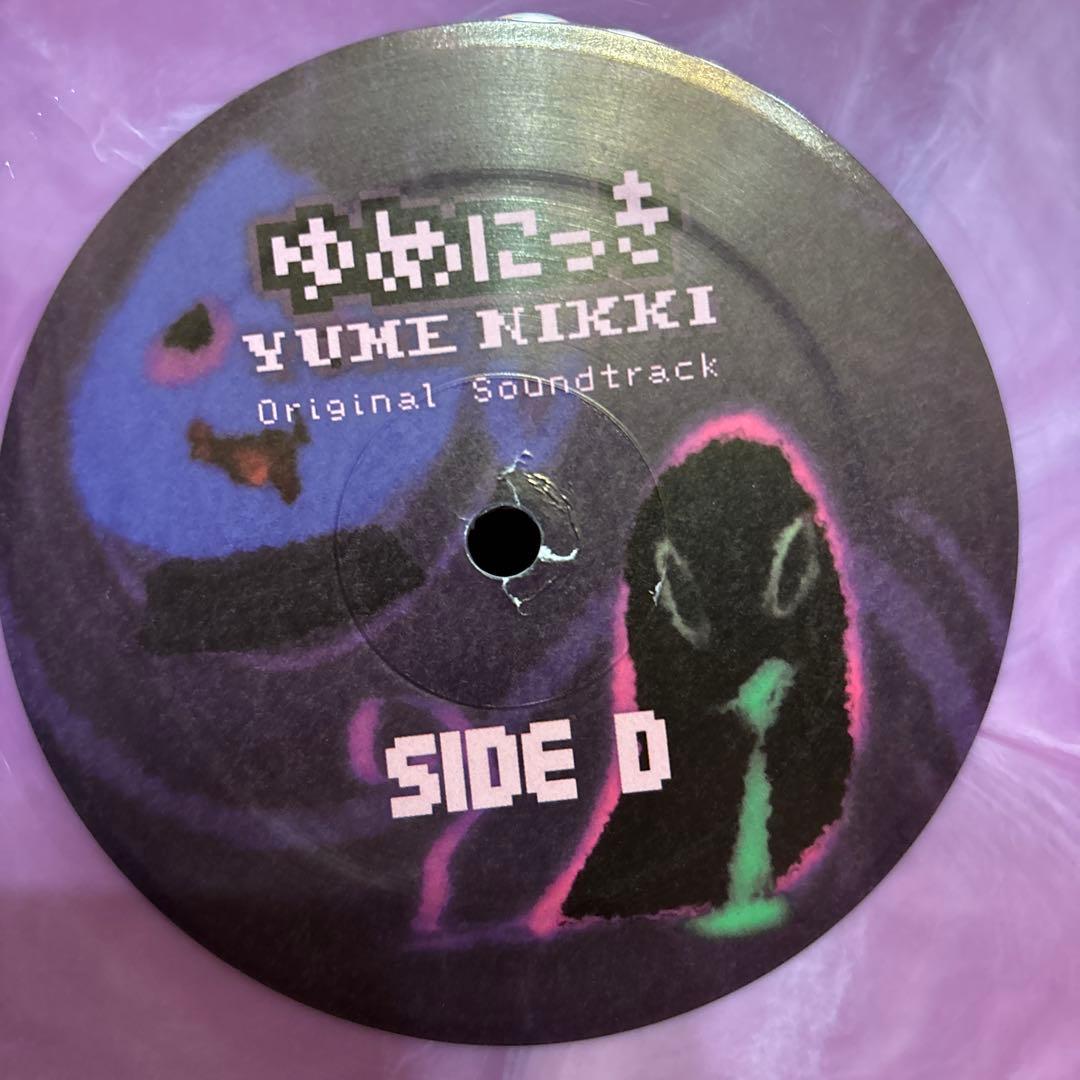 ゆめにっき
YUME NIKKI
Original Soundtrack
SIDE D